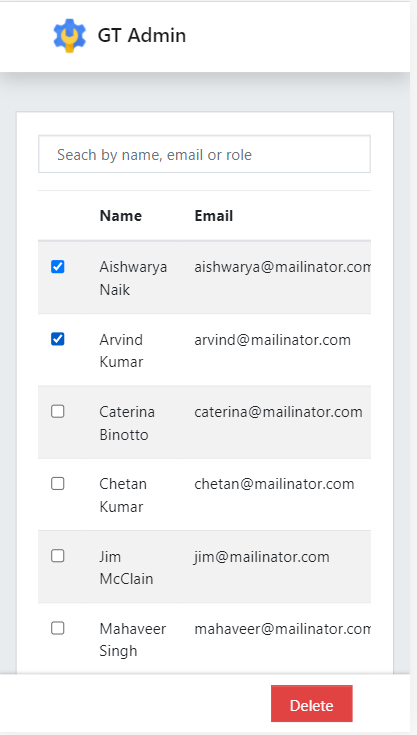 GT Admin
Seach by name, email or role
Name Email
Aishwarya aishwarya@mailinator.com
Naik
Arvind arvind@mailinator.com
Kumar
Caterina caterina@mailinator.com
Binotto
Chetan chetan@mailinator.com
Kumar
Jim jim@mailinator.com
McClain
Mahaveer mahaveer@mailinator.com
Singh
Delete